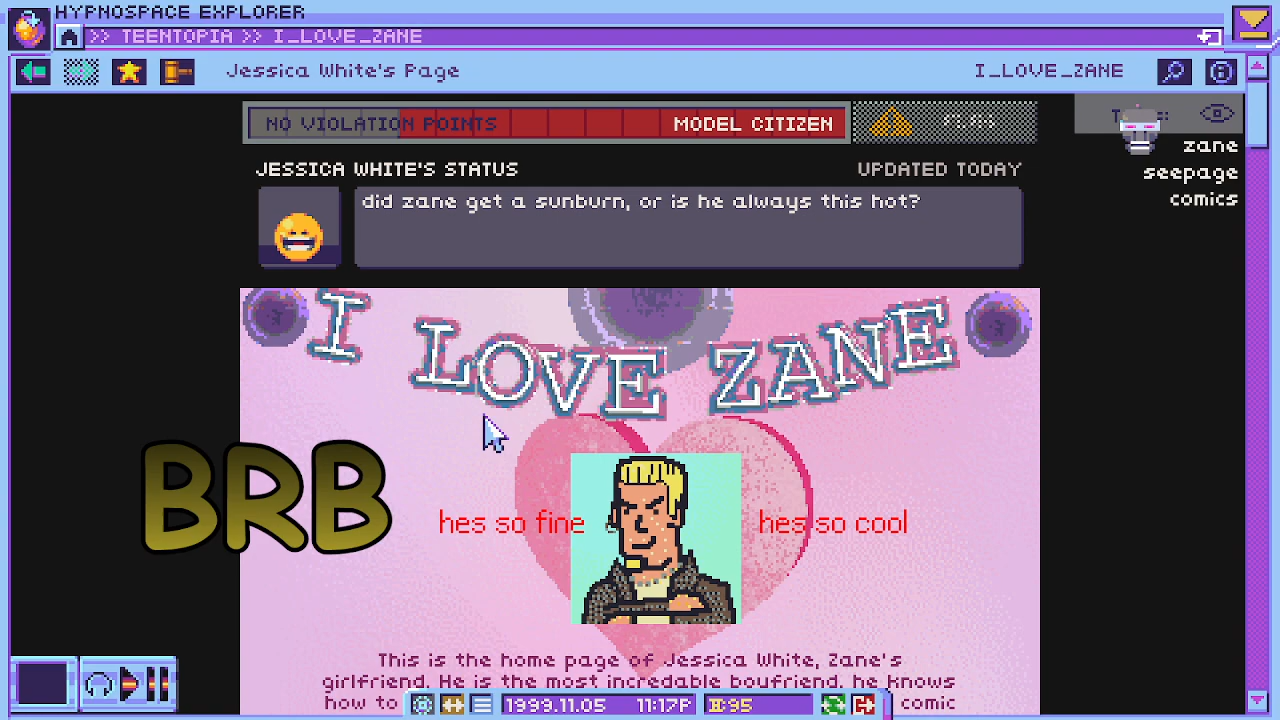 HYPNOSPACE EXPLORER
>> TEENTOPIA >> I_LOVE_ZANE
Jessica White's Page
I_LOVE_ZANE
NO VIOLATION POINTS
MODEL CITIZEN
JESSICA WHITE'S STATUS
UPDATED TODAY
did zane get a sunburn, or is he always this hot?
zane
seepage
comics
I LOVE ZANE
BRB
hes so fine
hes so cool
This is the home page of Jessica White, Zane's
girlfriend. He is the most incredable boyfriend. he knows
how to
comic
1999.11.05 11:17P
95